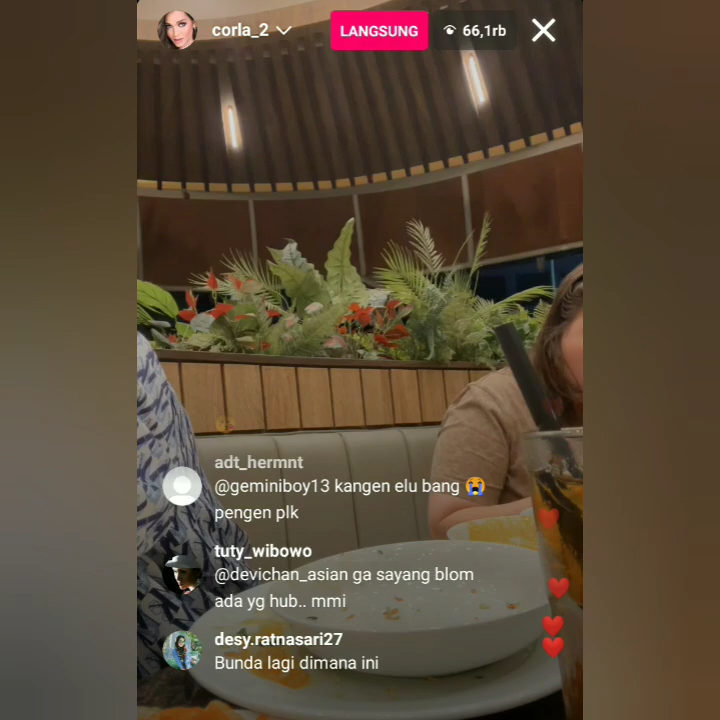 corla_2
LANGSUNG
66,1rb
adt_hermnt
@geminiboy13 kangen elu bang 😭
pengen plk
tuty_wibowo
@devichan_asian ga sayang blom
ada yg hub.. mmi
desy.ratnasari27
Bunda lagi dimana ini